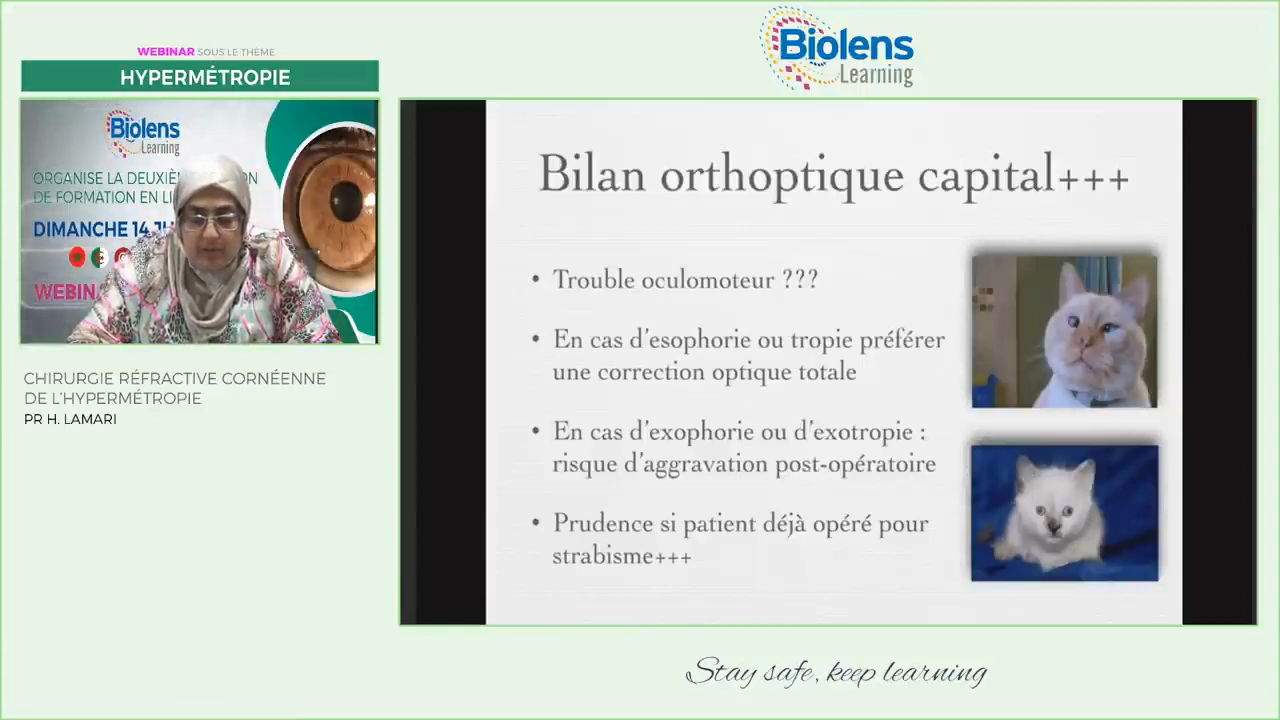 WEBINAR SOUS LE THÈME
HYPERMÉTROPIE
Biolens
Learning
ORGANISE LA DEUXIÈ
DE FORMATION EN LI
DIMANCHE 14
WEBIN
CHIRURGIE RÉFRACTIVE CORNÉENNE
DE L'HYPERMÉTROPIE
PR H. LAMARI
Biolens
Learning
Bilan orthoptique capital+++
• Trouble oculomoteur ???
• En cas d'esophorie ou tropie préférer
une correction optique totale
• En cas d'exophorie ou d'exotropie :
risque d'aggravation post-opératoire
• Prudence si patient déjà opéré pour
strabisme+++
Stay safe, keep learning